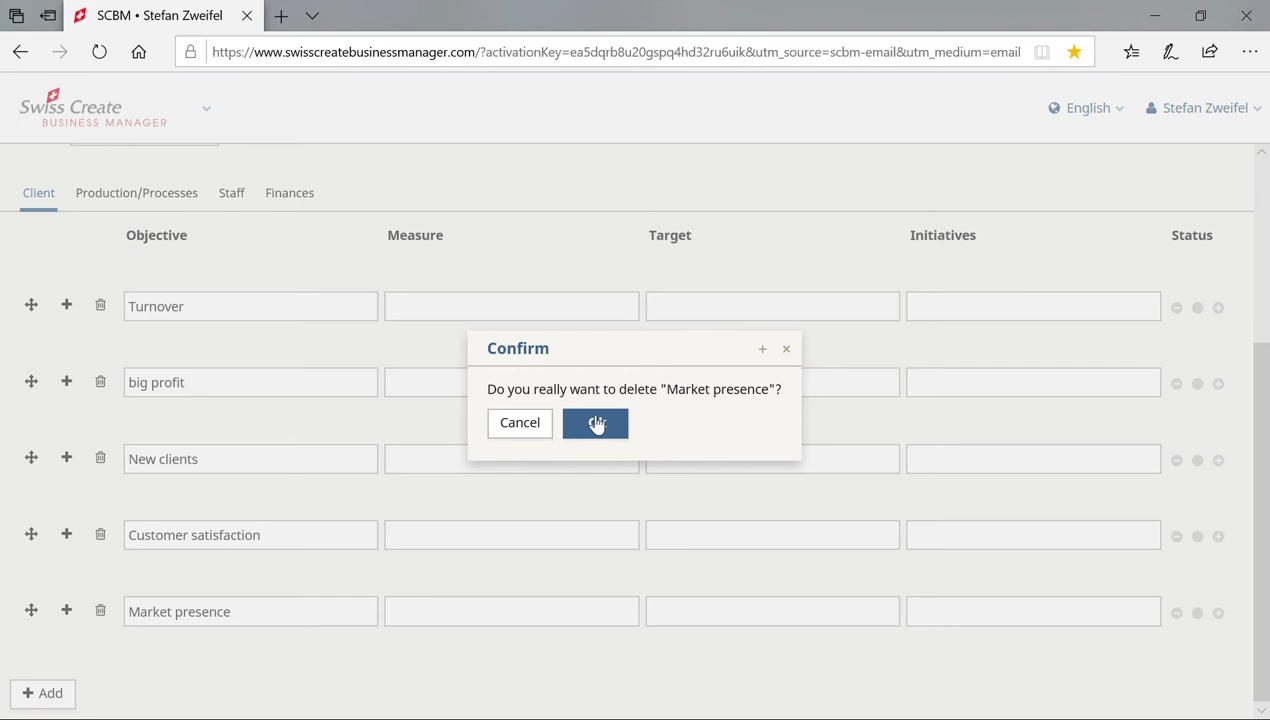 SCBM • Stefan Zweifel
https://www.swisscreatebusinessmanager.com/?activationKey=ea5dqrb8u20gspq4hd32ru6uik&utm_source=scbm-email&utm_medium=email
Swiss Create
BUSINESS MANAGER
English
Stefan Zweifel
Client Production/Processes Staff Finances
Objective Measure Target Initiatives Status
Turnover
Confirm
Do you really want to delete "Market presence"?
Cancel
big profit
New clients
Customer satisfaction
Market presence
Add